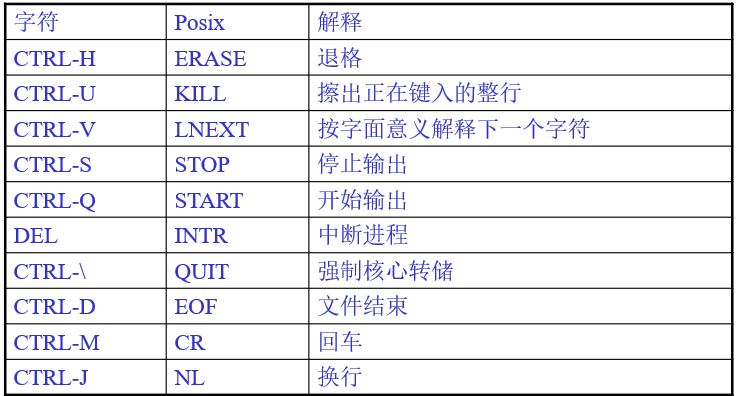 字符 Posix 解释
CTRL-H ERASE 退格
CTRL-U KILL 擦出正在键入的整行
CTRL-V LNEXT 按字面意义解释下一个字符
CTRL-S STOP 停止输出
CTRL-Q START 开始输出
DEL INTR 中断进程
CTRL-\ QUIT 强制核心转储
CTRL-D EOF 文件结束
CTRL-M CR 回车
CTRL-J NL 换行